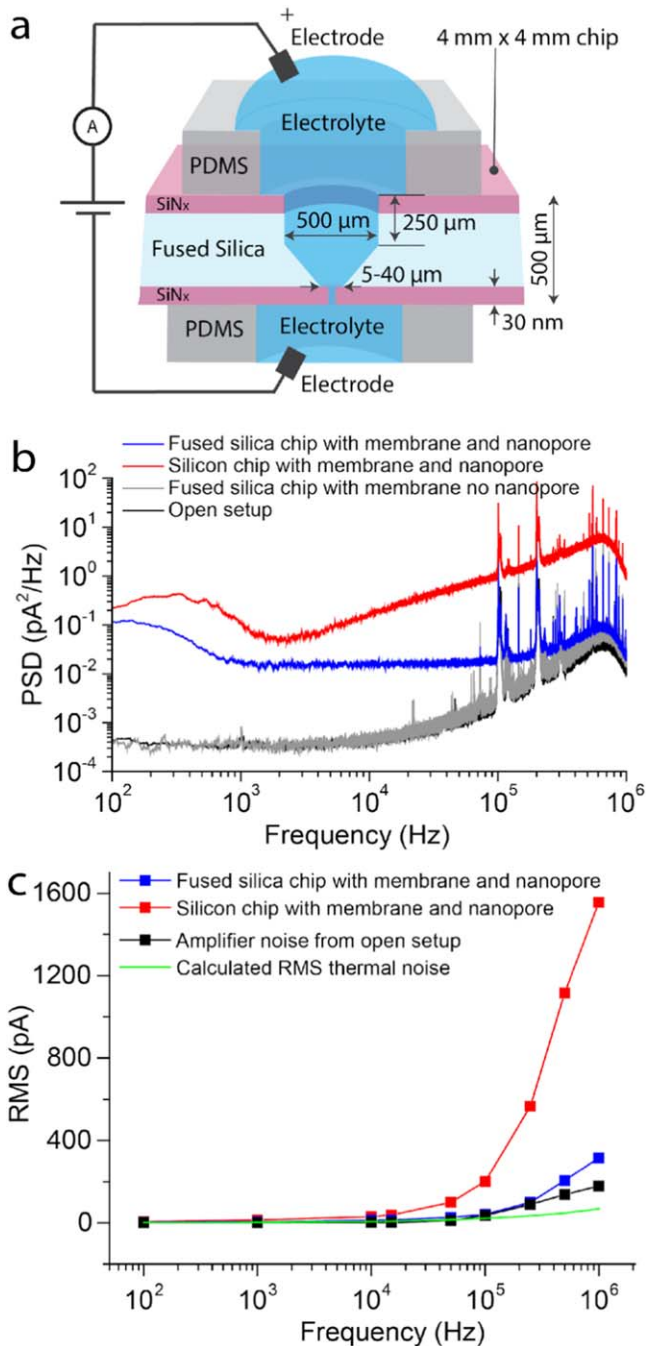 a
+
Electrode
4 mm x 4 mm chip
A
Electrolyte
PDMS
SiNx
500 µm
250 µm
500 µm
Fused Silica
5-40 µm
SiNx
30 nm
PDMS
Electrolyte
Electrode
b
Fused silica chip with membrane and nanopore
Silicon chip with membrane and nanopore
Fused silica chip with membrane no nanopore
Open setup
PSD (pA²/Hz)
10²
10¹
10⁰
10⁻¹
10⁻²
10⁻³
10⁻⁴
10² 10³ 10⁴ 10⁵ 10⁶
Frequency (Hz)
c
Fused silica chip with membrane and nanopore
Silicon chip with membrane and nanopore
Amplifier noise from open setup
Calculated RMS thermal noise
RMS (pA)
1600
1200
800
400
0
10² 10³ 10⁴ 10⁵ 10⁶
Frequency (Hz)